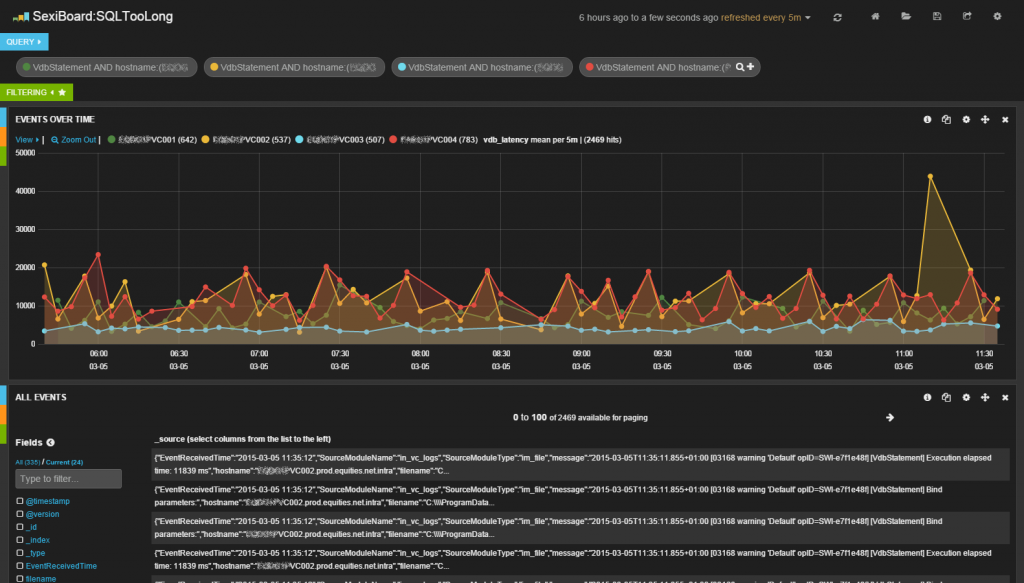 SexiBoard:SQLTooLong
6 hours ago to a few seconds ago refreshed every 5m
QUERY
VdbStatement AND hostname:( VdbStatement AND hostname:( VdbStatement AND hostname:( VdbStatement AND hostname:(
FILTERING
EVENTS OVER TIME
View | Zoom Out | VC001 (642) VC002 (537) VC003 (507) VC004 (783) vdb_latency mean per 5m | (2469 hits)
50000
40000
30000
20000
10000
0
06:00 06:30 07:00 07:30 08:00 08:30 09:00 09:30 10:00 10:30 11:00 11:30
03-05 03-05 03-05 03-05 03-05 03-05 03-05 03-05 03-05 03-05 03-05 03-05
ALL EVENTS
0 to 100 of 2469 available for paging
Fields
All (335) / Current (24)
Type to filter...
@timestamp
@version
_id
_index
_type
EventReceivedTime
filename
_source (select columns from the list to the left)
{"EventReceivedTime":"2015-03-05 11:35:12","SourceModuleName":"in_vc_logs","SourceModuleType":"im_file","message":"2015-03-05T11:35:11.855+01:00 [03168 warning 'Default' opID=SWI-e7f1e48f] [VdbStatement] Execution elapsed
time: 11839 ms","hostname":" VC002.prod.equities.net.intra","filename":"C...
{"EventReceivedTime":"2015-03-05 11:35:12","SourceModuleName":"in_vc_logs","SourceModuleType":"im_file","message":"2015-03-05T11:35:11.855+01:00 [03168 warning 'Default' opID=SWI-e7f1e48f] [VdbStatement] Bind
parameters:","hostname":" VC002.prod.equities.net.intra","filename":"C:\\\\ProgramData...
{"EventReceivedTime":"2015-03-05 11:35:12","SourceModuleName":"in_vc_logs","SourceModuleType":"im_file","message":"2015-03-05T11:35:11.855+01:00 [03168 warning 'Default' opID=SWI-e7f1e48f] [VdbStatement] Bind
parameters:","hostname":" VC002.prod.equities.net.intra","filename":"C:\\\\ProgramData...
{"EventReceivedTime":"2015-03-05 11:35:12","SourceModuleName":"in_vc_logs","SourceModuleType":"im_file","message":"2015-03-05T11:35:11.855+01:00 [03168 warning 'Default' opID=SWI-e7f1e48f] [VdbStatement] Execution elapsed
time: 11839 ms","hostname":" VC002.prod.equities.net.intra","filename":"C...